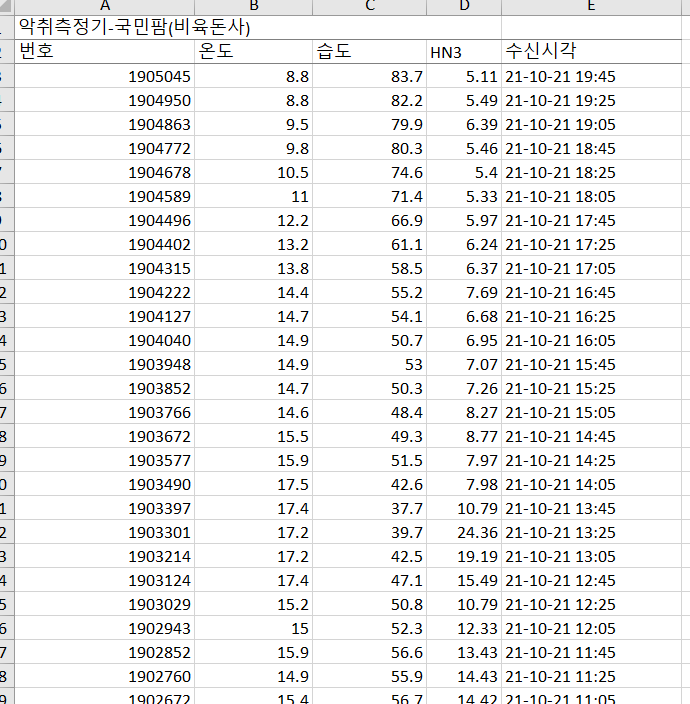 A B C D E
악취측정기-국민팜(비육돈사)
번호 온도 습도 HN3 수신시각
1905045 8.8 83.7 5.11 21-10-21 19:45
1904950 8.8 82.2 5.49 21-10-21 19:25
1904863 9.5 79.9 6.39 21-10-21 19:05
1904772 9.8 80.3 5.46 21-10-21 18:45
1904678 10.5 74.6 5.4 21-10-21 18:25
1904589 11 71.4 5.33 21-10-21 18:05
1904496 12.2 66.9 5.97 21-10-21 17:45
1904402 13.2 61.1 6.24 21-10-21 17:25
1904315 13.8 58.5 6.37 21-10-21 17:05
1904222 14.4 55.2 7.69 21-10-21 16:45
1904127 14.7 54.1 6.68 21-10-21 16:25
1904040 14.9 50.7 6.95 21-10-21 16:05
1903948 14.9 53 7.07 21-10-21 15:45
1903852 14.7 50.3 7.26 21-10-21 15:25
1903766 14.6 48.4 8.27 21-10-21 15:05
1903672 15.5 49.3 8.77 21-10-21 14:45
1903577 15.9 51.5 7.97 21-10-21 14:25
1903490 17.5 42.6 7.98 21-10-21 14:05
1903397 17.4 37.7 10.79 21-10-21 13:45
1903301 17.2 39.7 24.36 21-10-21 13:25
1903214 17.2 42.5 19.19 21-10-21 13:05
1903124 17.4 47.1 15.49 21-10-21 12:45
1903029 15.2 50.8 10.79 21-10-21 12:25
1902943 15 52.3 12.33 21-10-21 12:05
1902852 15.9 56.6 13.43 21-10-21 11:45
1902760 14.9 55.9 14.43 21-10-21 11:25
1902672 15.4 56.7 14.42 21-10-21 11:05